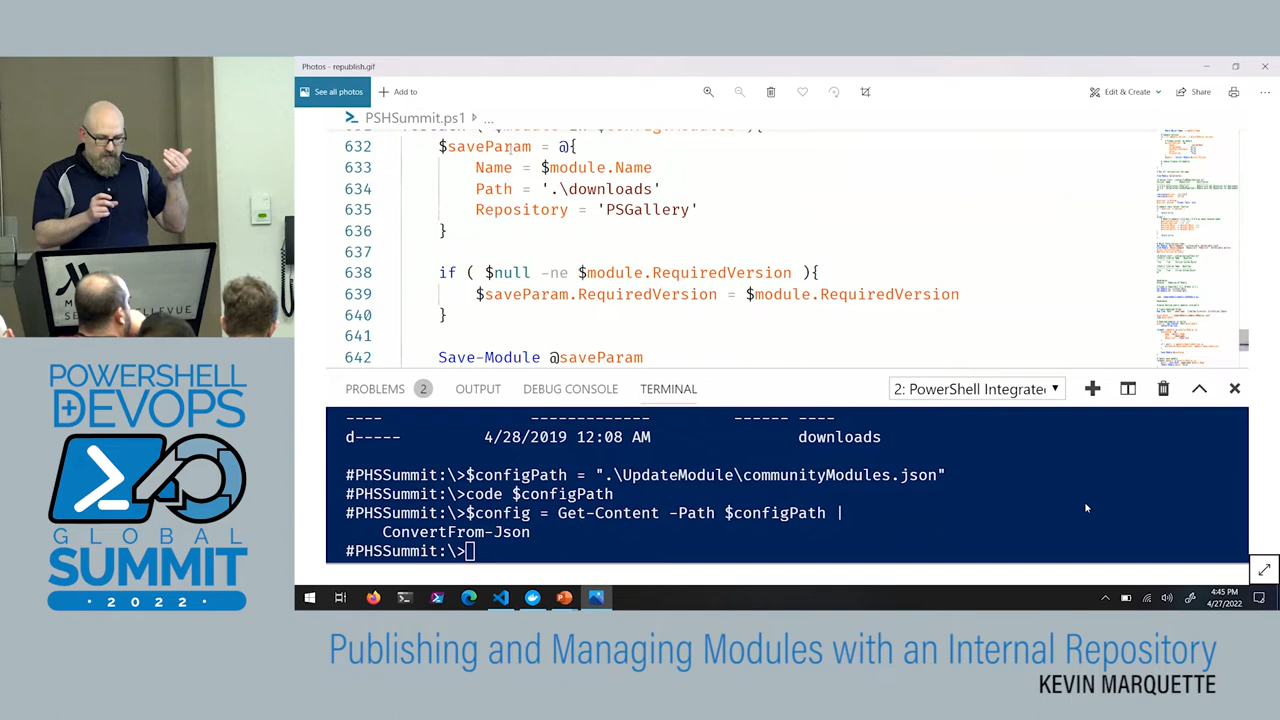 Photos - republish.gif
See all photos
Add to
Edit & Create
Share
PSHSummit.ps1 › ...
632 $saveParam = @{
633 Name = $module.Name
634 Path = '.\downloads'
635 Repository = 'PSGallery'
636 }
637
638 if ( $null -ne $module.RequiredVersion ){
639 $saveParam.RequiredVersion = $module.RequiredVersion
640 }
641
642 Save-Module @saveParam
PROBLEMS 2 OUTPUT DEBUG CONSOLE TERMINAL
2: PowerShell Integrate
---- ------------- ------ ----
d----- 4/28/2019 12:08 AM downloads
#PHSSummit:\>$configPath = ".\UpdateModule\communityModules.json"
#PHSSummit:\>code $configPath
#PHSSummit:\>$config = Get-Content -Path $configPath |
ConvertFrom-Json
#PHSSummit:\>
4:45 PM
4/27/2022
POWERSHELL
+DEVOPS
GLOBAL
SUMMIT
· 2022 ·
Publishing and Managing Modules with an Internal Repository
KEVIN MARQUETTE